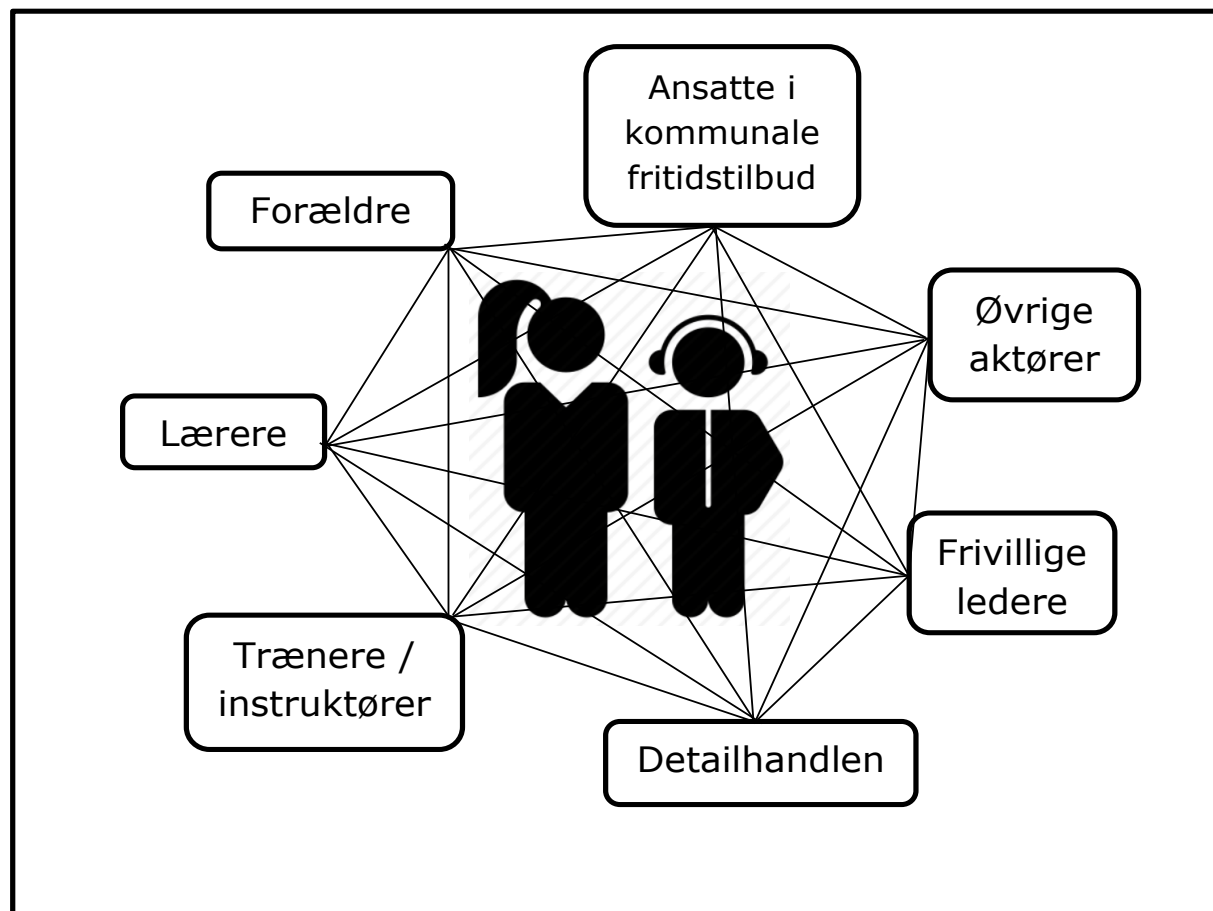 Ansatte i
kommunale
fritidstilbud
Forældre
Øvrige
aktører
Lærere
Frivillige
ledere
Trænere /
instruktører
Detailhandlen